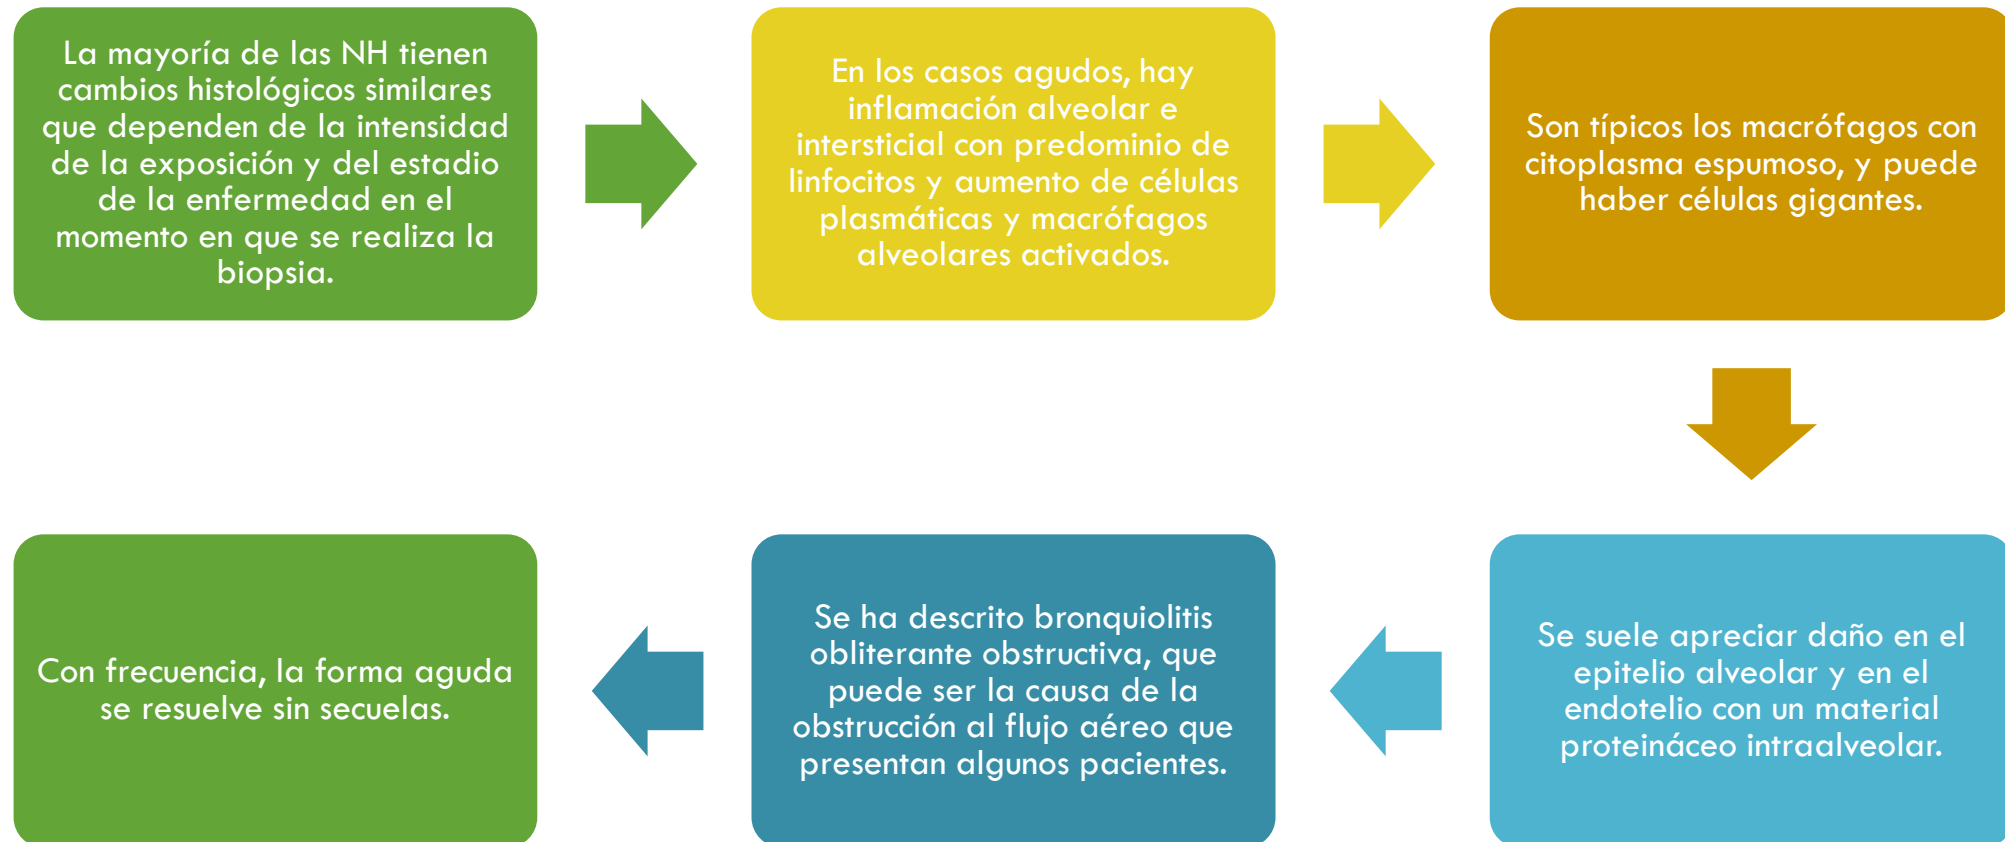 La mayoría de las NH tienen
cambios histológicos similares
que dependen de la intensidad
de la exposición y del estadio
de la enfermedad en el
momento en que se realiza la
biopsia.
En los casos agudos, hay
inflamación alveolar e
intersticial con predominio de
linfocitos y aumento de células
plasmáticas y macrófagos
alveolares activados.
Son típicos los macrófagos con
citoplasma espumoso, y puede
haber células gigantes.
Se suele apreciar daño en el
epitelio alveolar y en el
endotelio con un material
proteináceo intraalveolar.
Se ha descrito bronquiolitis
obliterante obstructiva, que
puede ser la causa de la
obstrucción al flujo aéreo que
presentan algunos pacientes.
Con frecuencia, la forma aguda
se resuelve sin secuelas.